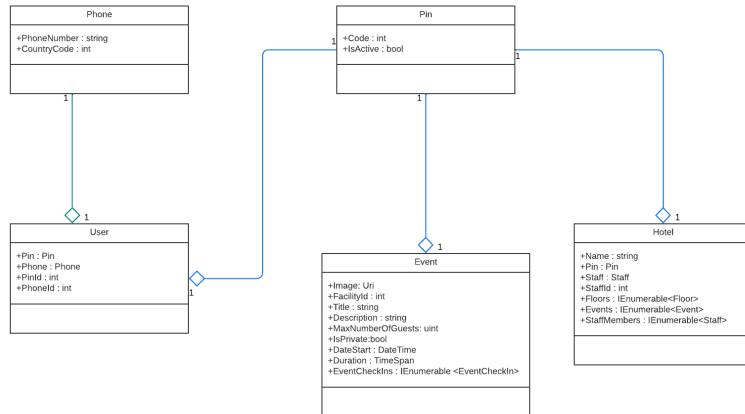 Phone
+PhoneNumber : string
+CountryCode : int
1
Pin
+Code : int
+IsActive : bool
1
1
1
User
+Pin : Pin
+Phone : Phone
+PinId : int
+PhoneId : int
1
1
Event
+Image: Uri
+FacilityId : int
+Title : string
+Description : string
+MaxNumberOfGuests: uint
+IsPrivate:bool
+DateStart : DateTime
+Duration : TimeSpan
+EventCheckIns : IEnumerable <EventCheckIn>
1
Hotel
+Name : string
+Pin : Pin
+Staff : Staff
+StaffId : int
+Floors : IEnumerable<Floor>
+Events : IEnumerable<Event>
+StaffMembers : IEnumerable<Staff>
1